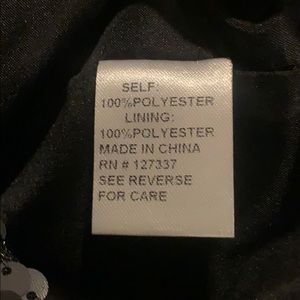 SELF:
100%POLYESTER
LINING:
100%POLYESTER
MADE IN CHINA
RN # 127337
SEE REVERSE
FOR CARE